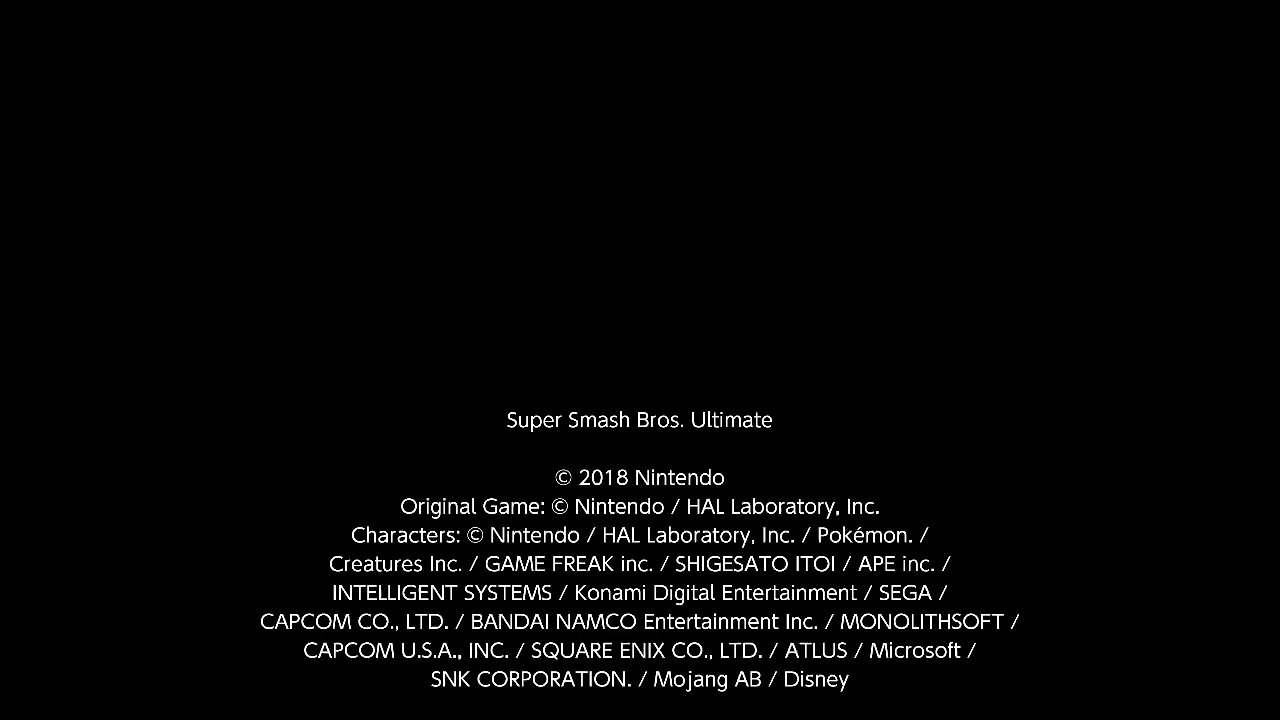 Super Smash Bros. Ultimate
© 2018 Nintendo
Original Game: © Nintendo / HAL Laboratory, Inc.
Characters: © Nintendo / HAL Laboratory, Inc. / Pokémon. /
Creatures Inc. / GAME FREAK inc. / SHIGESATO ITOI / APE inc. /
INTELLIGENT SYSTEMS / Konami Digital Entertainment / SEGA /
CAPCOM CO., LTD. / BANDAI NAMCO Entertainment Inc. / MONOLITHSOFT /
CAPCOM U.S.A., INC. / SQUARE ENIX CO., LTD. / ATLUS / Microsoft /
SNK CORPORATION. / Mojang AB / Disney